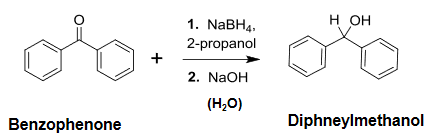 O
+
1. NaBH₄,
2-propanol
2. NaOH
(H₂O)
H OH
Benzophenone
Diphneylmethanol